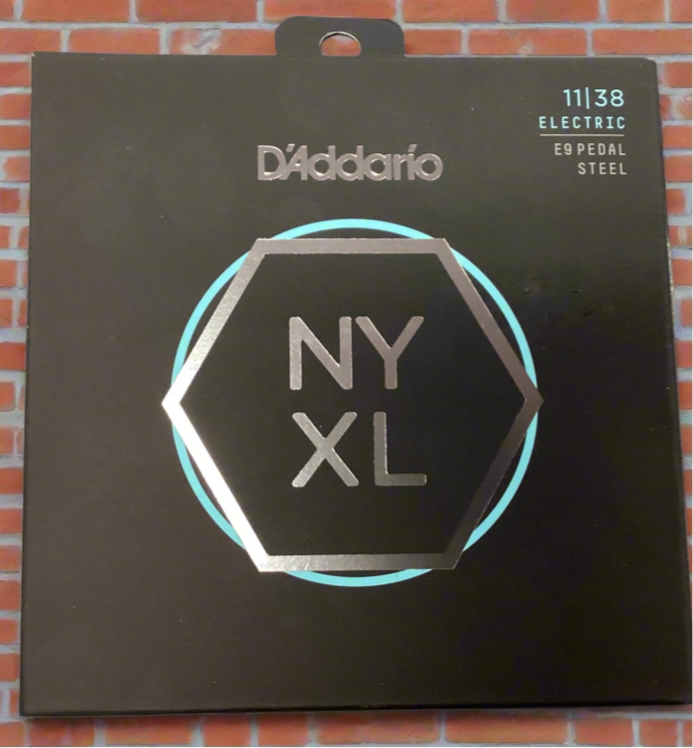 11|38
ELECTRIC
E9 PEDAL
STEEL
D'Addario
NY
XL